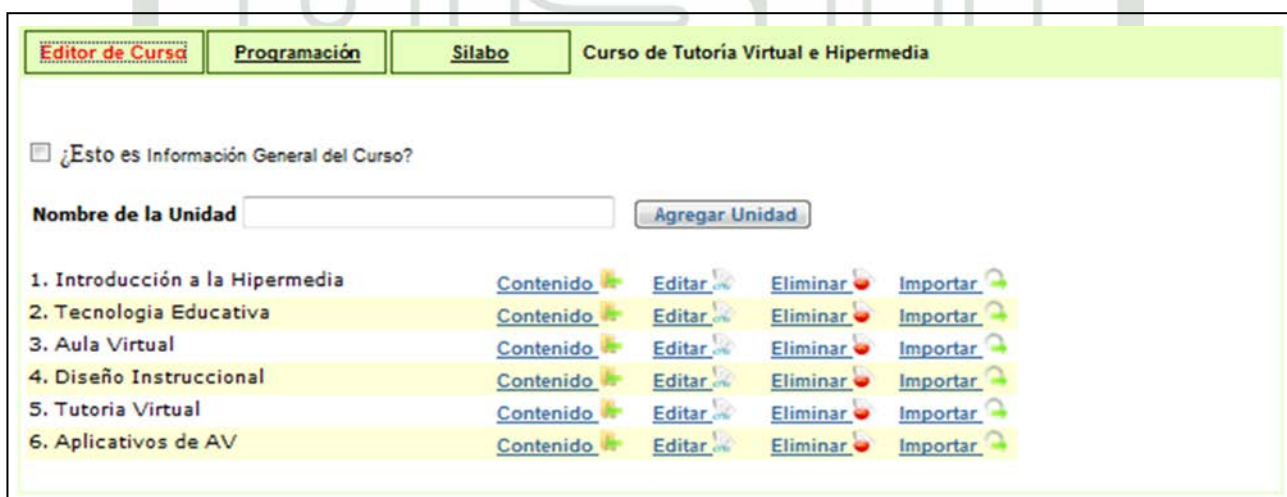 Editor de Curso Programación Silabo Curso de Tutoría Virtual e Hipermedia
¿Esto es Información General del Curso?
Nombre de la Unidad Agregar Unidad
1. Introducción a la Hipermedia Contenido Editar Eliminar Importar
2. Tecnologia Educativa Contenido Editar Eliminar Importar
3. Aula Virtual Contenido Editar Eliminar Importar
4. Diseño Instruccional Contenido Editar Eliminar Importar
5. Tutoria Virtual Contenido Editar Eliminar Importar
6. Aplicativos de AV Contenido Editar Eliminar Importar